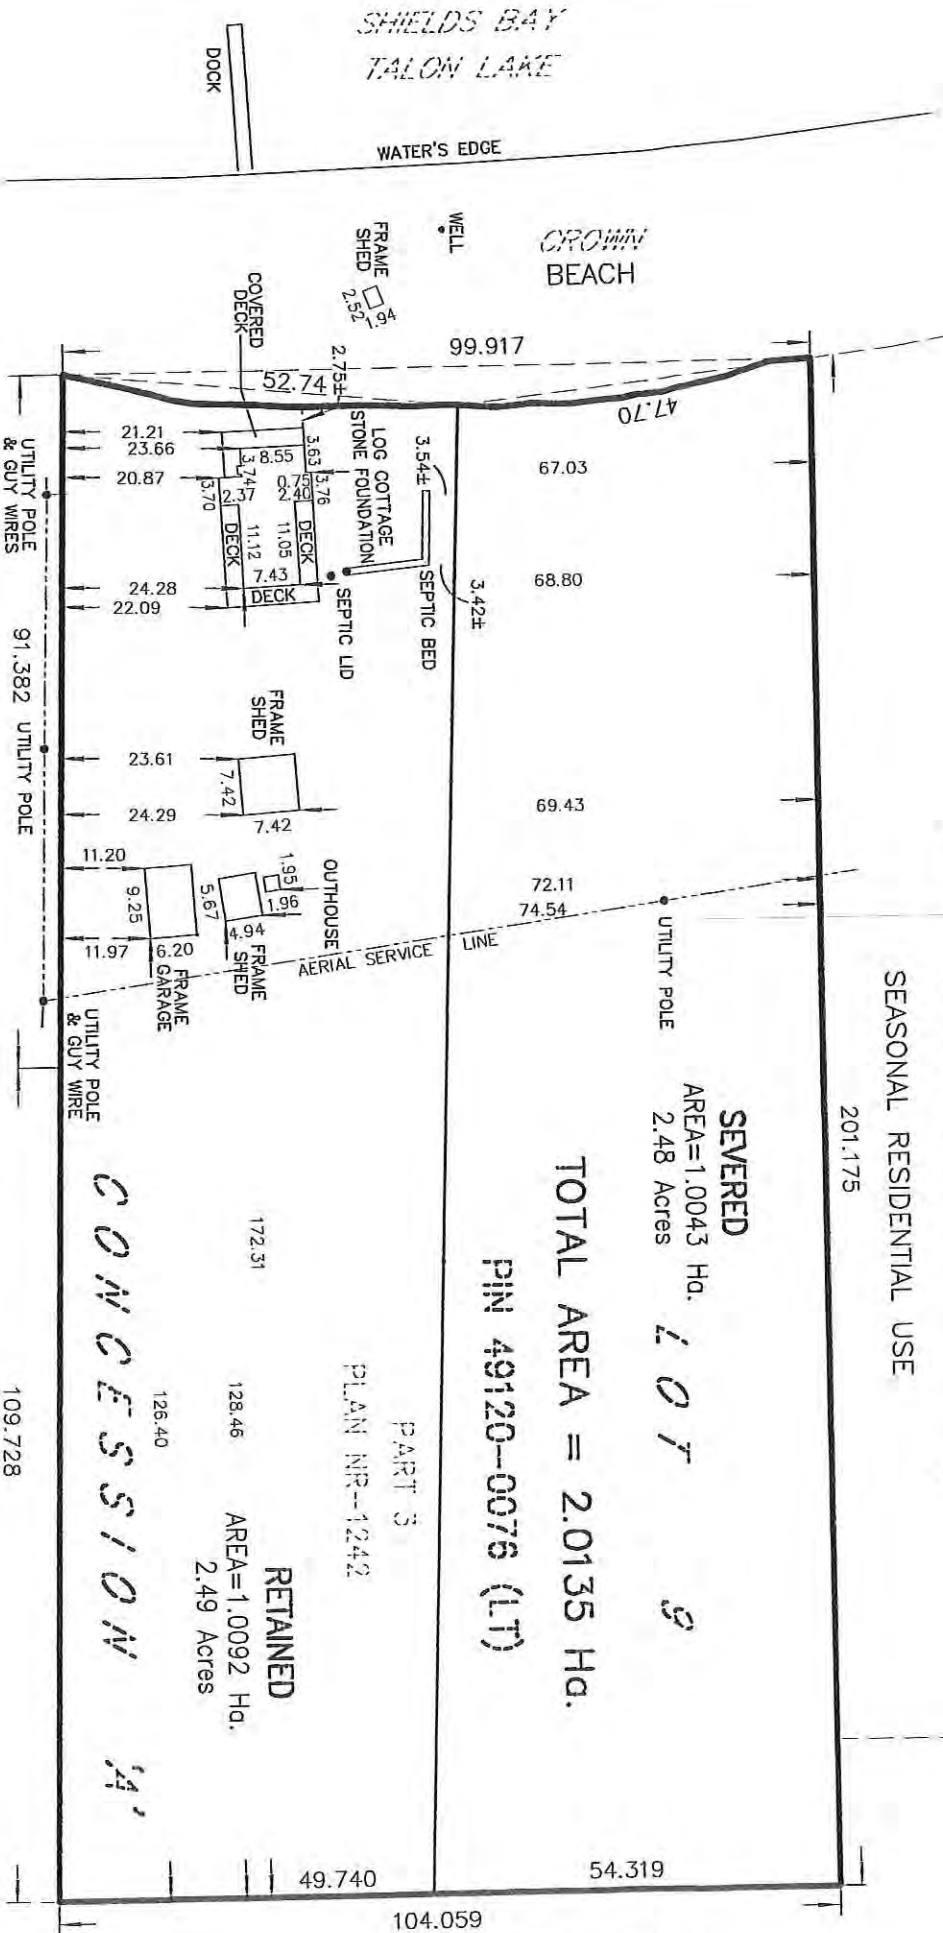 SHIELDS BAY
TALON LAKE
DOCK
WATER'S EDGE
CROWN
BEACH
WELL
FRAME
SHED
2.52
1.94
COVERED
DECK
99.917
2.75±
52.74
47.70
21.21
23.66
20.87
8.55
3.63
3.74
0.75
3.76
2.37
2.40
3.70
DECK
DECK
11.12
11.05
7.43
DECK
24.28
22.09
LOG COTTAGE
STONE FOUNDATION
3.54±
SEPTIC BED
3.42±
SEPTIC LID
67.03
68.80
UTILITY POLE
& GUY WIRES
91.382
UTILITY POLE
FRAME
SHED
23.61
7.42
24.29
7.42
69.43
11.20
9.25
11.97
6.20
FRAME
GARAGE
5.67
4.94
FRAME
SHED
1.95
1.96
OUTHOUSE
72.11
74.54
AERIAL SERVICE LINE
UTILITY POLE
UTILITY POLE
& GUY WIRE
SEASONAL RESIDENTIAL USE
201.175
SEVERED
AREA=1.0043 Ha.
2.48 Acres
LOT 9
TOTAL AREA = 2.0135 Ha.
PIN 49120-0076 (LT)
PART 3
PLAN NR-1242
172.31
128.46
126.40
RETAINED
AREA=1.0092 Ha.
2.49 Acres
CONCESSION 'A'
109.728
49.740
54.319
104.059